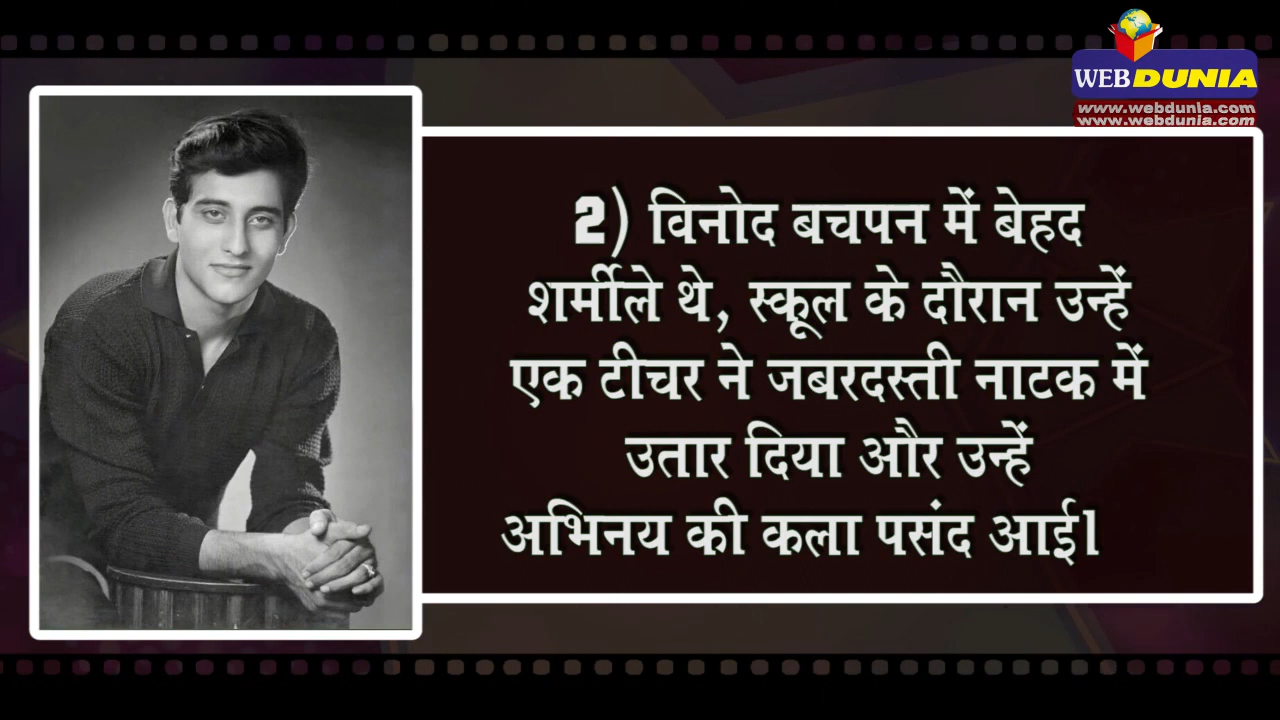 WEBDUNIA
www.webdunia.com
www.webdunia.com
2) विनोद बचपन में बेहद
शर्मीले थे, स्कूल के दौरान उन्हें
एक टीचर ने जबरदस्ती नाटक में
उतार दिया और उन्हें
अभिनय की कला पसंद आई।